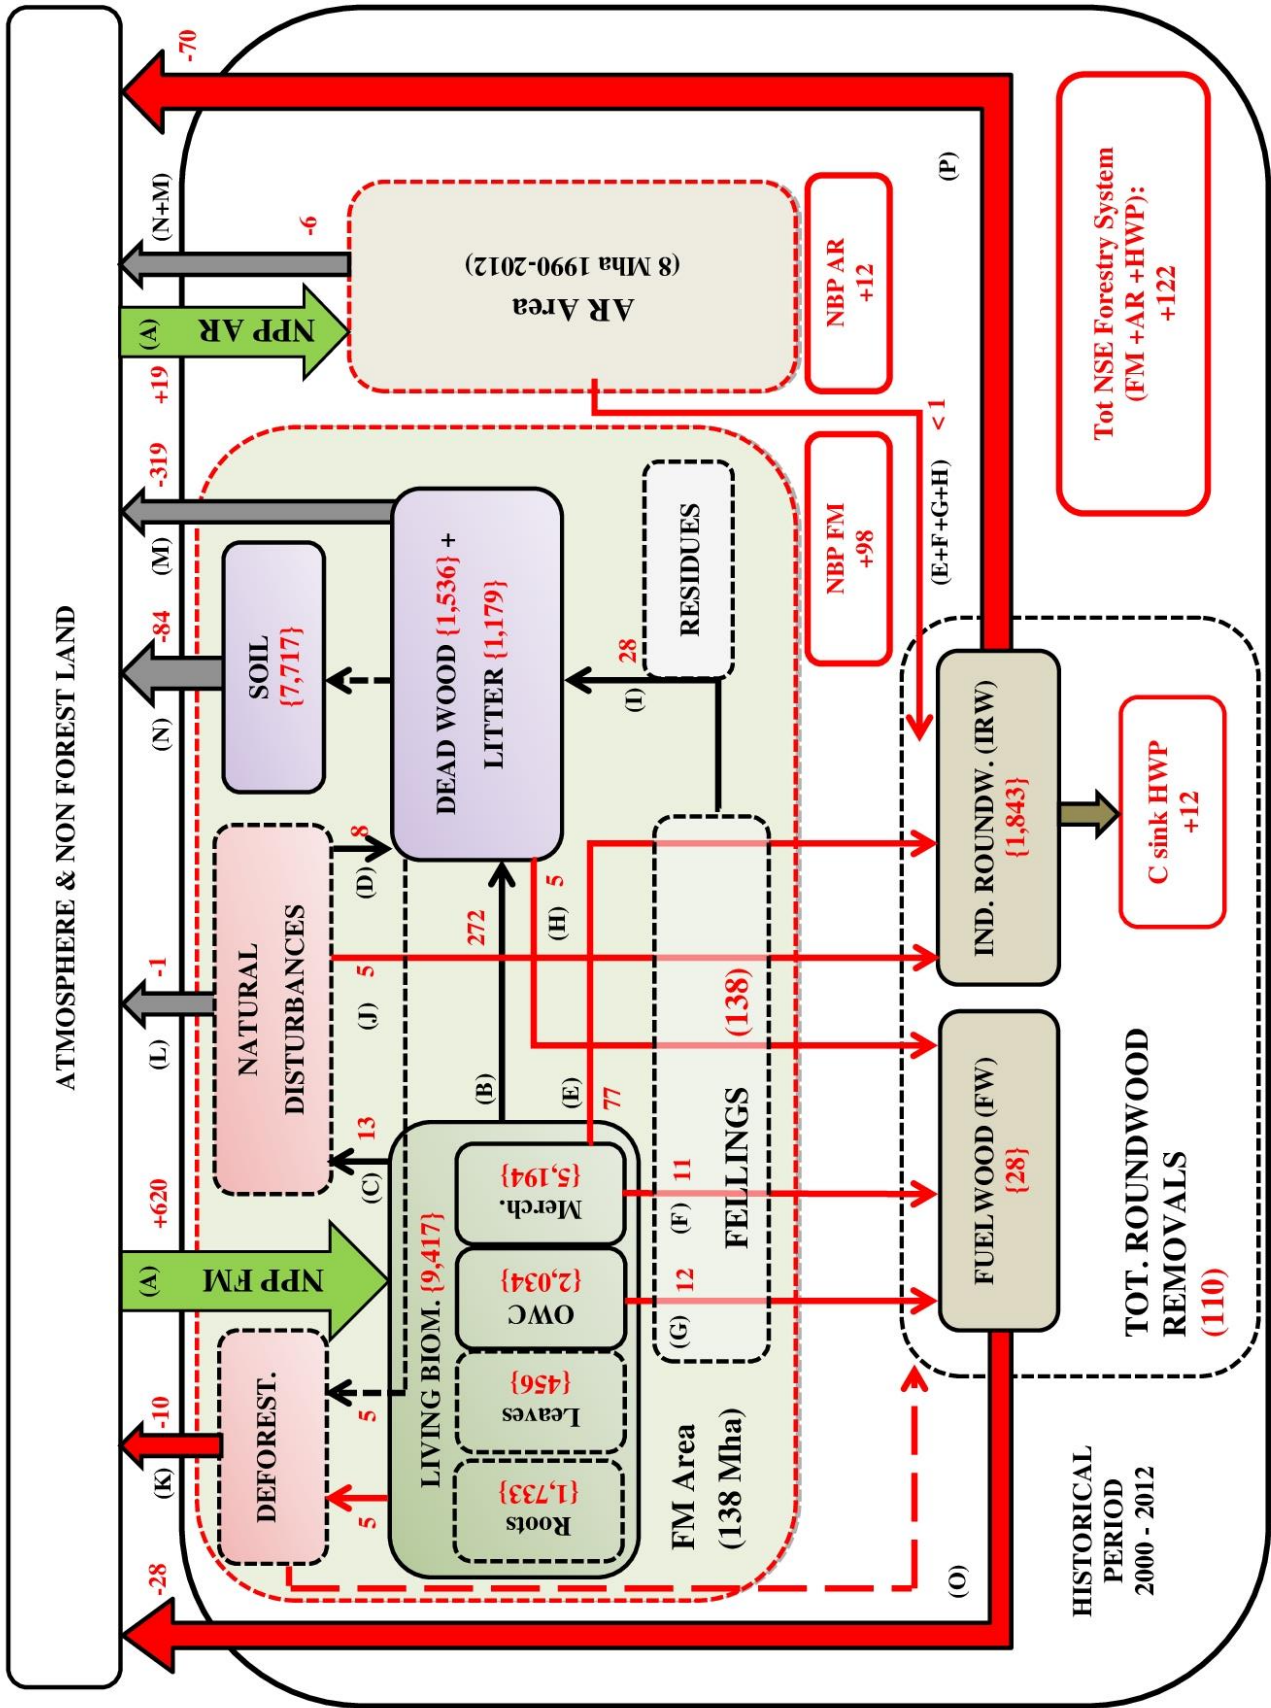 ATMOSPHERE & NON FOREST LAND
-28
(K)
-10
(A)
+620
(L)
-1
(N)
-84
(M)
-319
+19
(A)
(N+M)
-70
NPP FM
NPP AR
-6
DEFOREST.
NATURAL
DISTURBANCES
SOIL
{7,717}
5
5
(C)
13
(J)
5
(D)
8
LIVING BIOM. {9,417}
Roots
{1,733}
Leaves
{456}
OWC
{2,034}
Merch.
{5,194}
(B)
272
DEAD WOOD {1,536} +
LITTER {1,179}
AR Area
(8 Mha 1990-2012)
(E)
77
(H)
5
(I)
28
RESIDUES
(G)
12
(F)
11
FELLINGS
(138)
FM Area
(138 Mha)
NBP FM
+98
NBP AR
+12
(E+F+G+H)
< 1
(O)
(P)
FUELWOOD (FW)
{28}
IND. ROUNDW. (IRW)
{1,843}
TOT. ROUNDWOOD
REMOVALS
(110)
C sink HWP
+12
HISTORICAL
PERIOD
2000 - 2012
Tot NSE Forestry System
(FM +AR +HWP):
+122